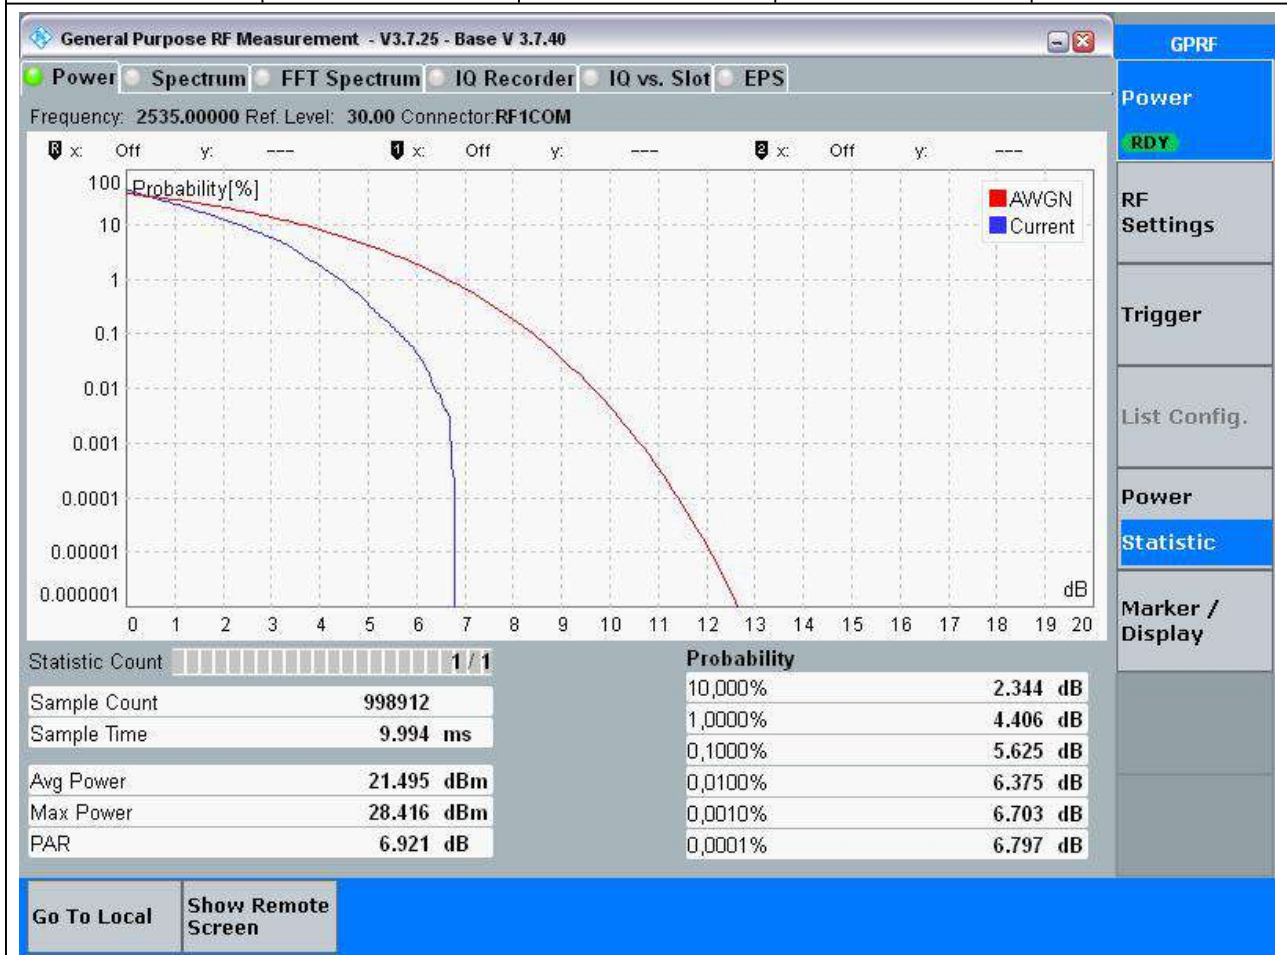 General Purpose RF Measurement - V3.7.25 - Base V 3.7.40
Power Spectrum FFT Spectrum IQ Recorder IQ vs. Slot EPS
Frequency: 2535.00000 Ref. Level: 30.00 Connector:RF1COM
R x: Off y: --- 1 x: Off y: --- 2 x: Off y: ---
Probability[%]
AWGN
Current
100
10
1
0.1
0.01
0.001
0.0001
0.00001
0.000001
dB
0 1 2 3 4 5 6 7 8 9 10 11 12 13 14 15 16 17 18 19 20
Statistic Count 1 / 1
Sample Count 998912
Sample Time 9.994 ms
Avg Power 21.495 dBm
Max Power 28.416 dBm
PAR 6.921 dB
Probability
10,000% 2.344 dB
1,0000% 4.406 dB
0,1000% 5.625 dB
0,0100% 6.375 dB
0,0010% 6.703 dB
0,0001% 6.797 dB
GPRF
Power
RDY
RF
Settings
Trigger
List Config.
Power
Statistic
Marker /
Display
Go To Local
Show Remote
Screen